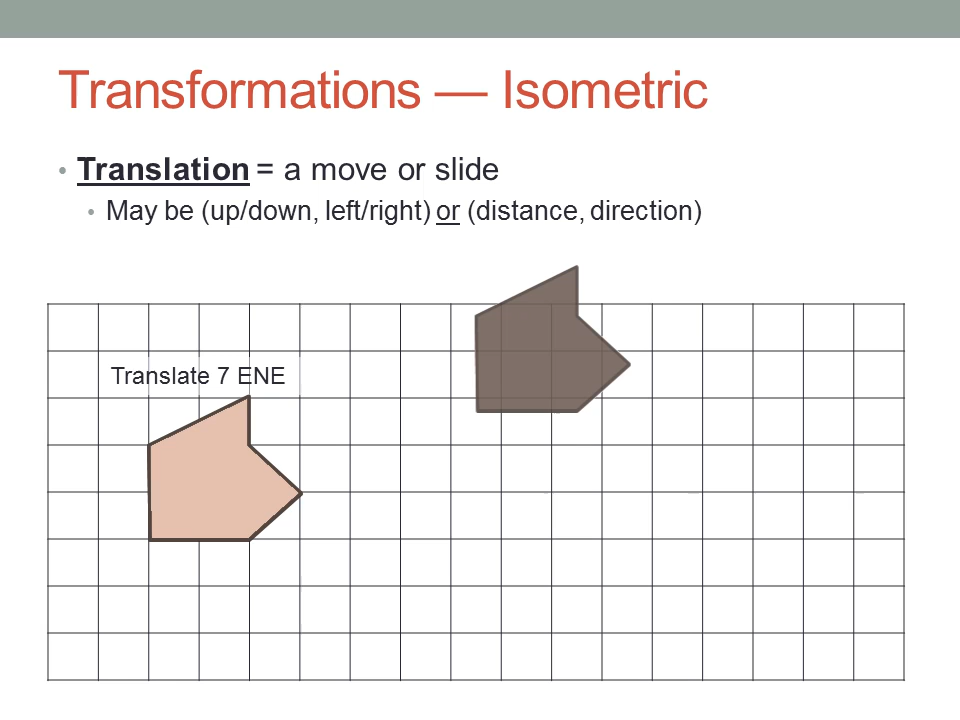 Transformations — Isometric
• Translation = a move or slide
• May be (up/down, left/right) or (distance, direction)
Translate 7 ENE